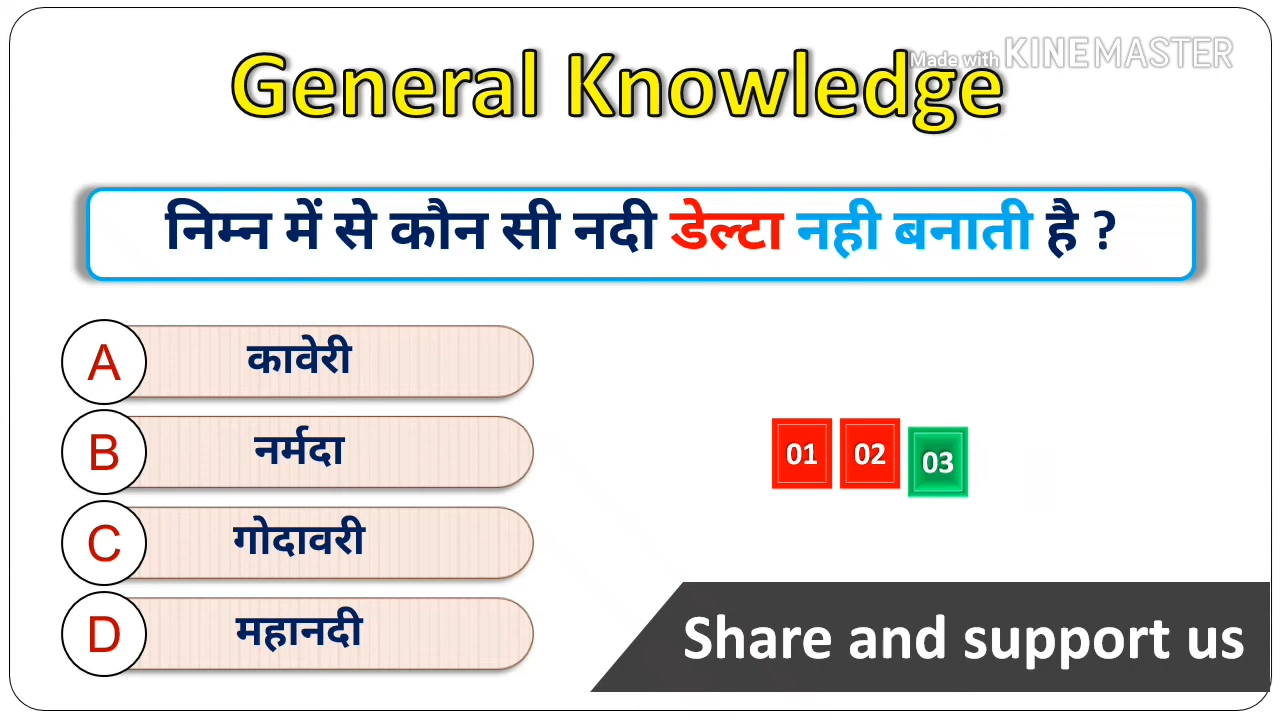 Made with KINEMASTER
General Knowledge
निम्न में से कौन सी नदी डेल्टा नही बनाती है ?
A कावेरी
B नर्मदा
C गोदावरी
D महानदी
01 02 03
Share and support us